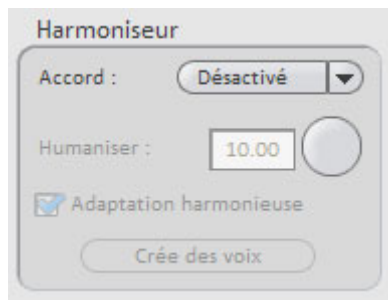 Harmoniseur
Accord : Désactivé
Humaniser : 10.00
Adaptation harmonieuse
Crée des voix